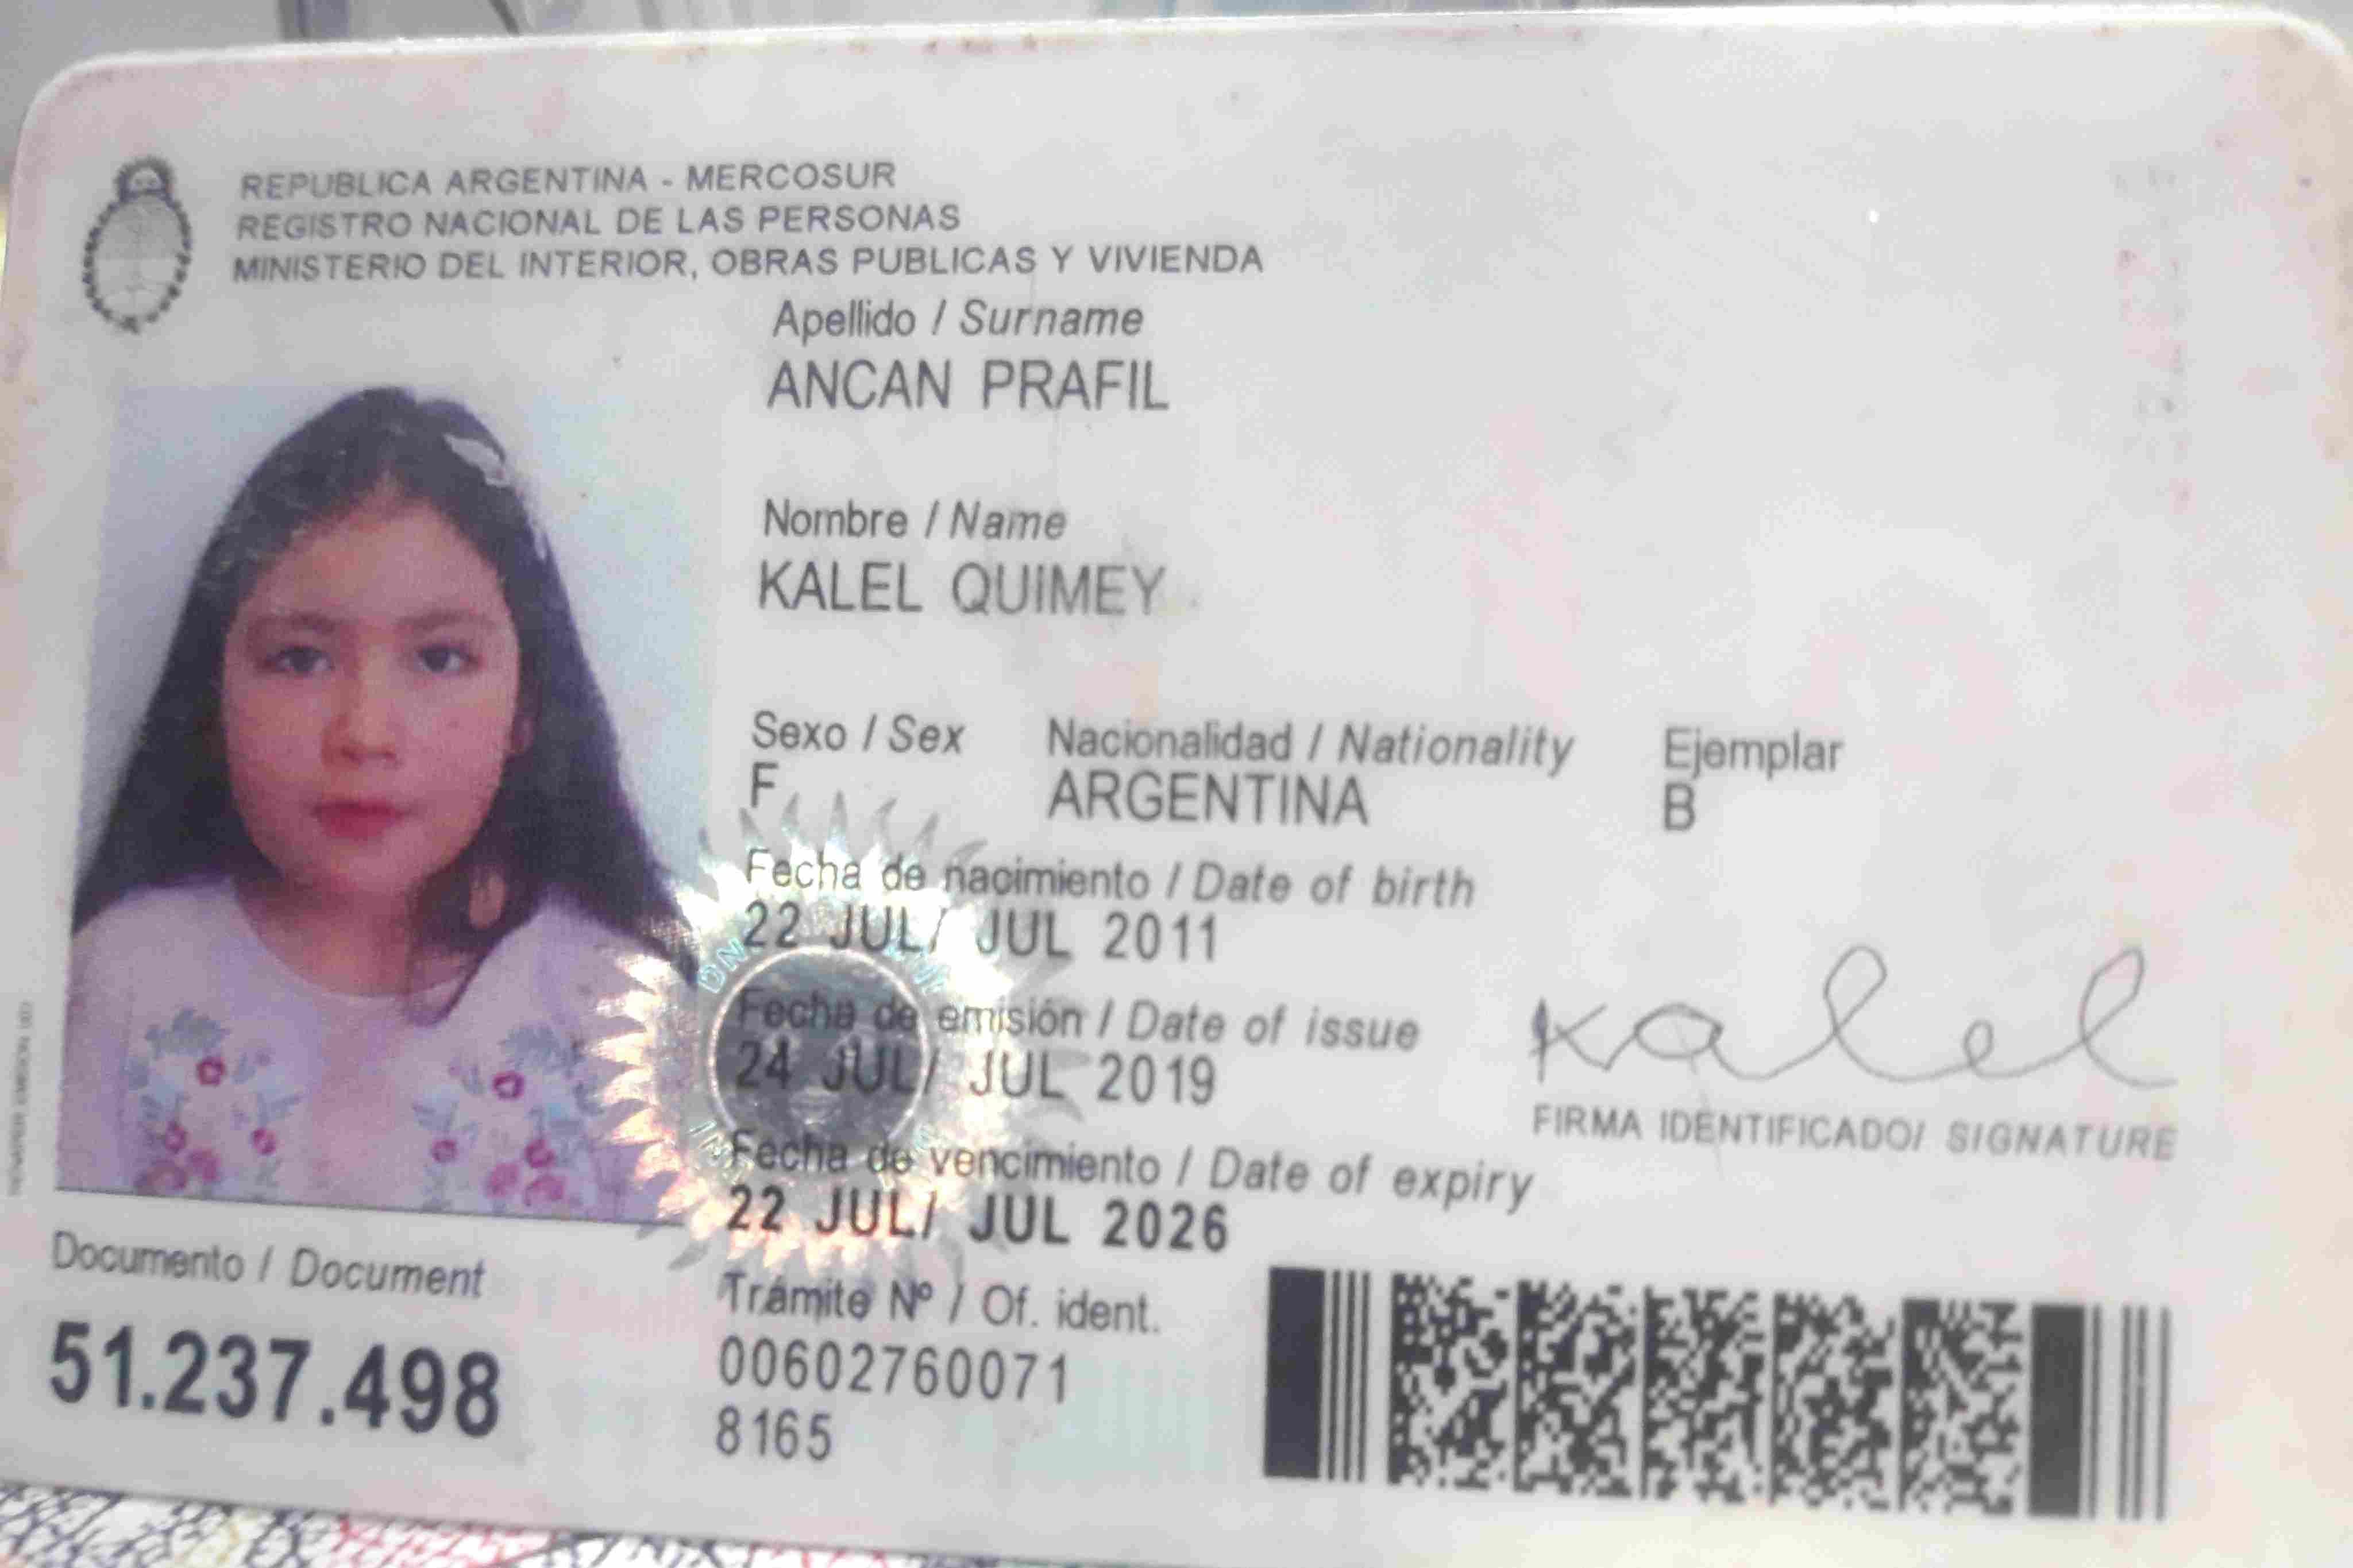 REPUBLICA ARGENTINA - MERCOSUR
REGISTRO NACIONAL DE LAS PERSONAS
MINISTERIO DEL INTERIOR, OBRAS PUBLICAS Y VIVIENDA
Apellido / Surname
ANCAN PRAFIL
Nombre / Name
KALEL QUIMEY
Sexo / Sex Nacionalidad / Nationality Ejemplar
F ARGENTINA B
Fecha de nacimiento / Date of birth
22 JUL/ JUL 2011
Fecha de emisión / Date of issue
24 JUL/ JUL 2019
Kalel
FIRMA IDENTIFICADO/ SIGNATURE
Fecha de vencimiento / Date of expiry
22 JUL/ JUL 2026
Documento / Document
51.237.498
Trámite Nº / Of. ident.
00602760071
8165